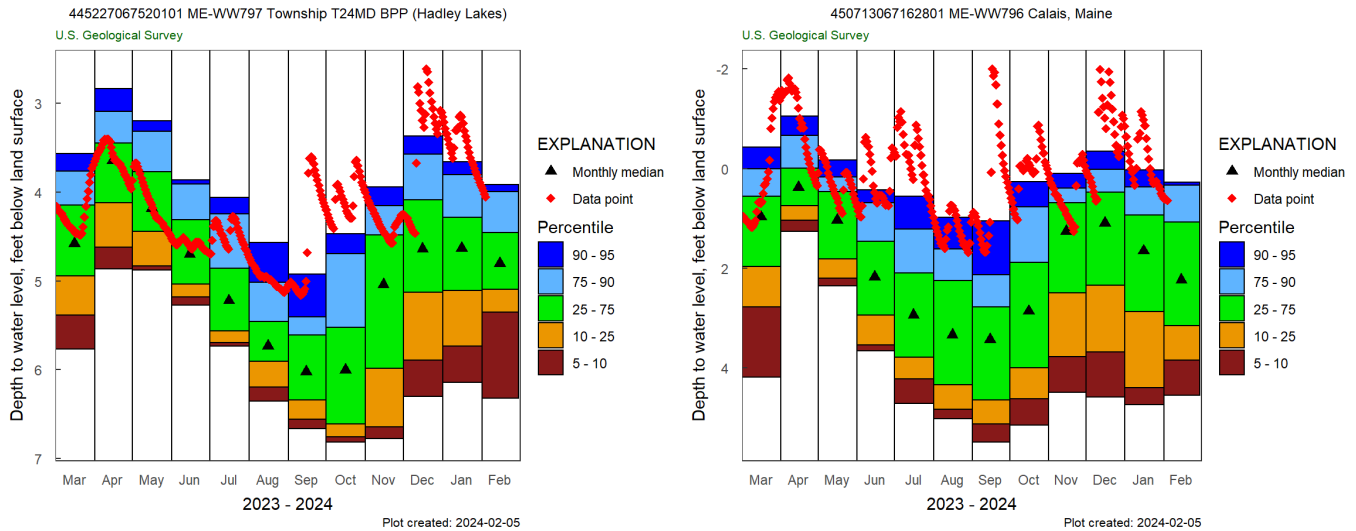 445227067520101 ME-WW797 Township T24MD BPP (Hadley Lakes)
U.S. Geological Survey
Depth to water level, feet below land surface
3
4
5
6
7
Mar Apr May Jun Jul Aug Sep Oct Nov Dec Jan Feb
2023 - 2024
Plot created: 2024-02-05
EXPLANATION
Monthly median
Data point
Percentile
90 - 95
75 - 90
25 - 75
10 - 25
5 - 10
450713067162801 ME-WW796 Calais, Maine
U.S. Geological Survey
Depth to water level, feet below land surface
-2
0
2
4
Mar Apr May Jun Jul Aug Sep Oct Nov Dec Jan Feb
2023 - 2024
Plot created: 2024-02-05
EXPLANATION
Monthly median
Data point
Percentile
90 - 95
75 - 90
25 - 75
10 - 25
5 - 10